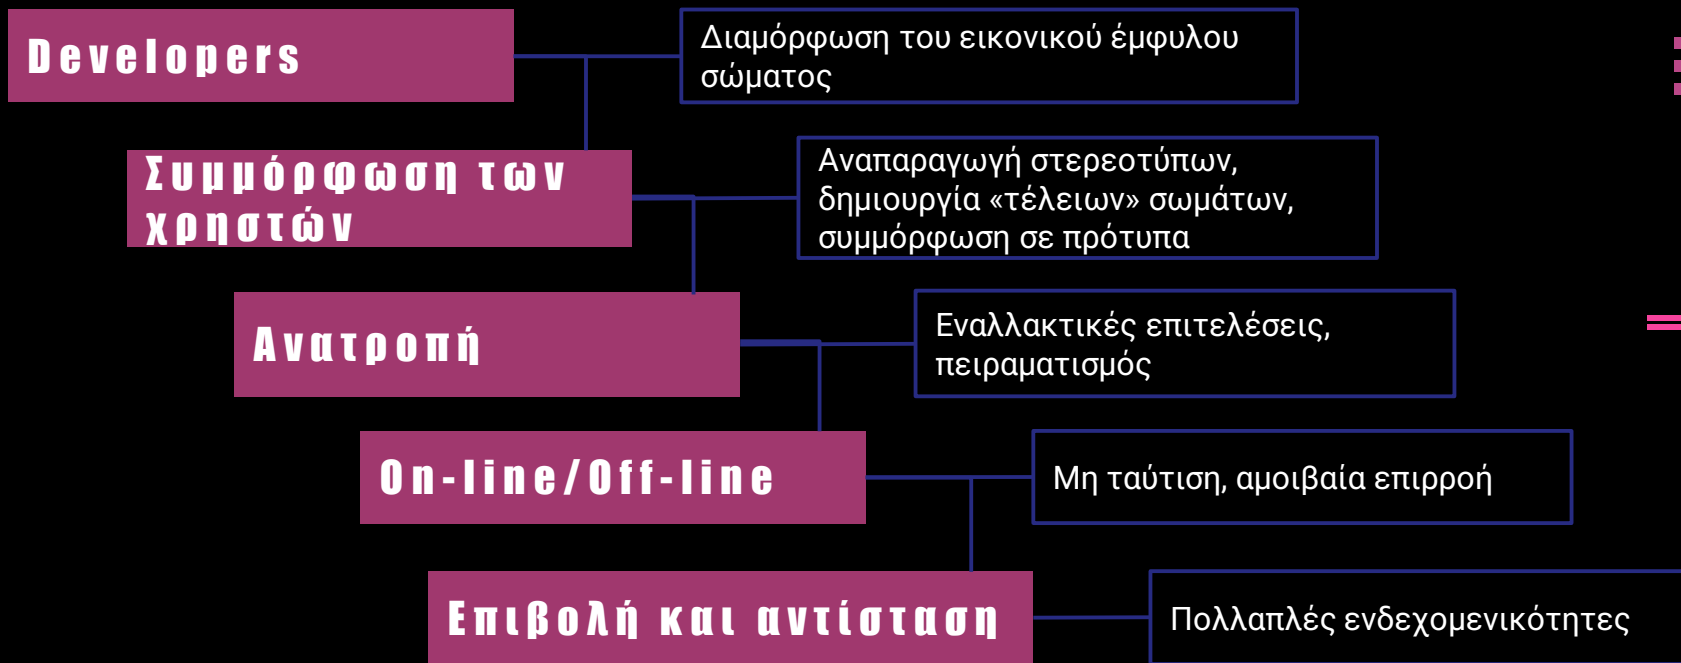 Developers
Διαμόρφωση του εικονικού έμφυλου
σώματος
Συμμόρφωση των
χρηστών
Αναπαραγωγή στερεοτύπων,
δημιουργία «τέλειων» σωμάτων,
συμμόρφωση σε πρότυπα
Ανατροπή
Εναλλακτικές επιτελέσεις,
πειραματισμός
On-line/Off-line
Μη ταύτιση, αμοιβαία επιρροή
Επιβολή και αντίσταση
Πολλαπλές ενδεχομενικότητες